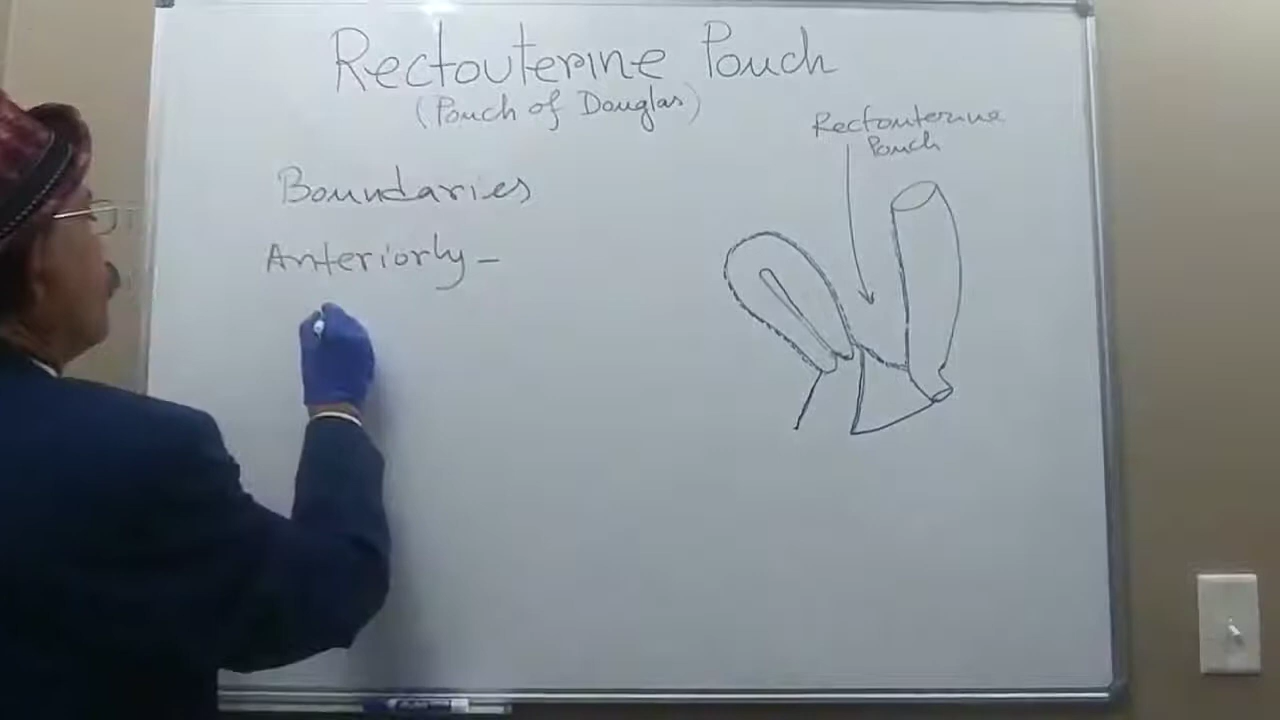 Rectouterine Pouch
(Pouch of Douglas)
Rectouterine
Pouch
Boundaries
Anteriorly -